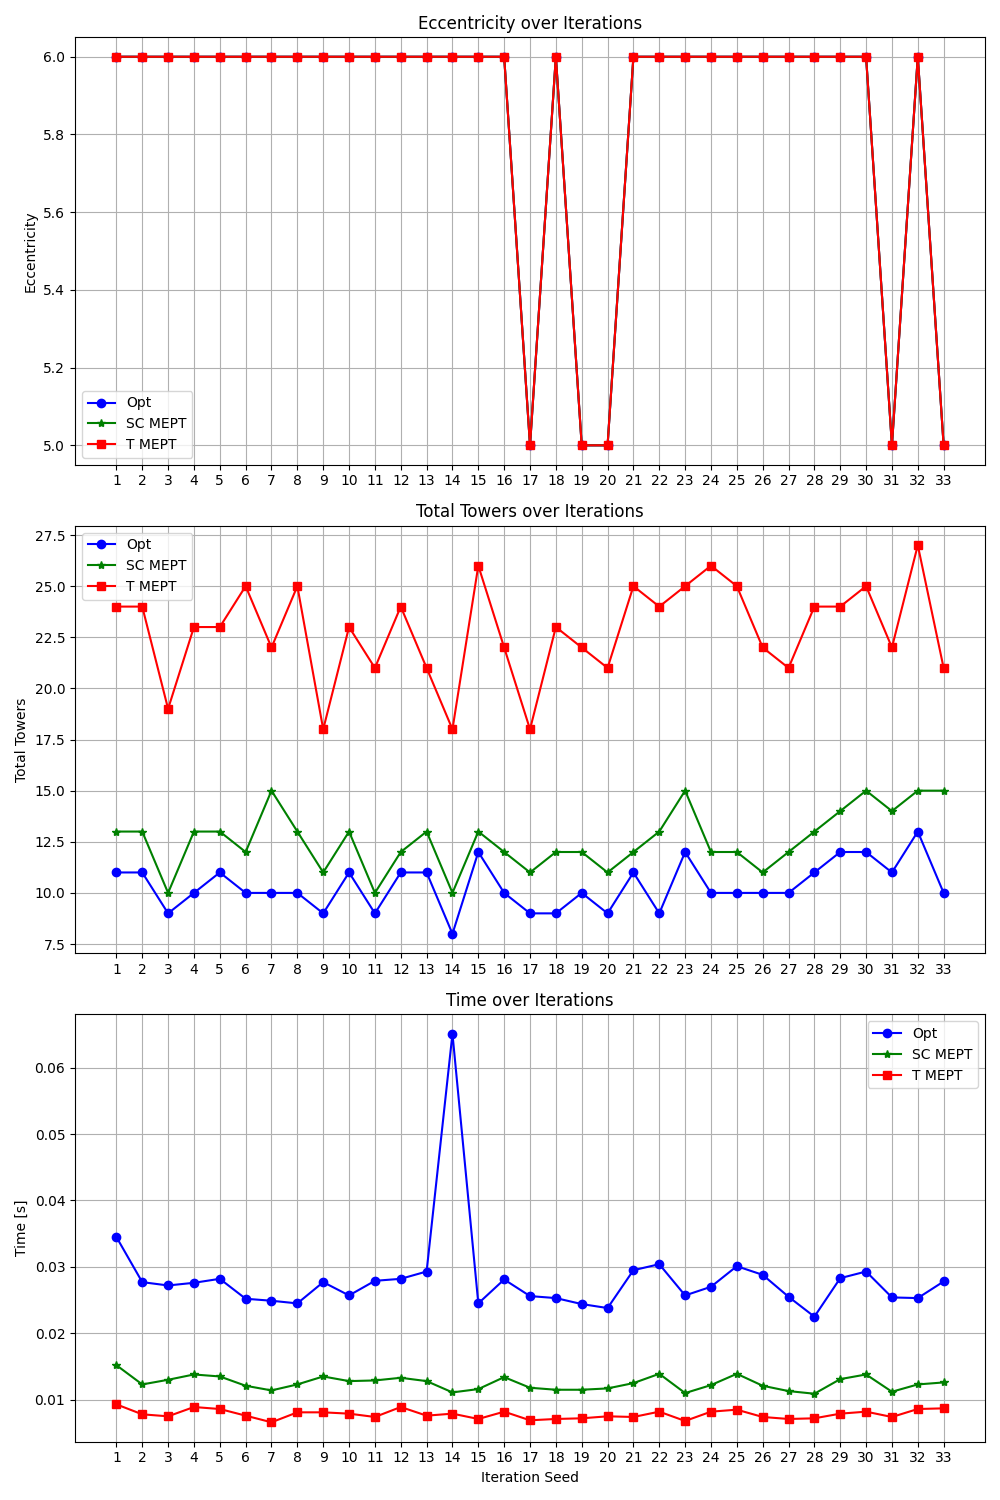 Eccentricity over Iterations
Eccentricity
6.0
5.8
5.6
5.4
5.2
5.0
Opt
SC MEPT
T MEPT
1 2 3 4 5 6 7 8 9 10 11 12 13 14 15 16 17 18 19 20 21 22 23 24 25 26 27 28 29 30 31 32 33
Total Towers over Iterations
Total Towers
27.5
25.0
22.5
20.0
17.5
15.0
12.5
10.0
7.5
Opt
SC MEPT
T MEPT
1 2 3 4 5 6 7 8 9 10 11 12 13 14 15 16 17 18 19 20 21 22 23 24 25 26 27 28 29 30 31 32 33
Time over Iterations
Time [s]
0.06
0.05
0.04
0.03
0.02
0.01
Opt
SC MEPT
T MEPT
1 2 3 4 5 6 7 8 9 10 11 12 13 14 15 16 17 18 19 20 21 22 23 24 25 26 27 28 29 30 31 32 33
Iteration Seed